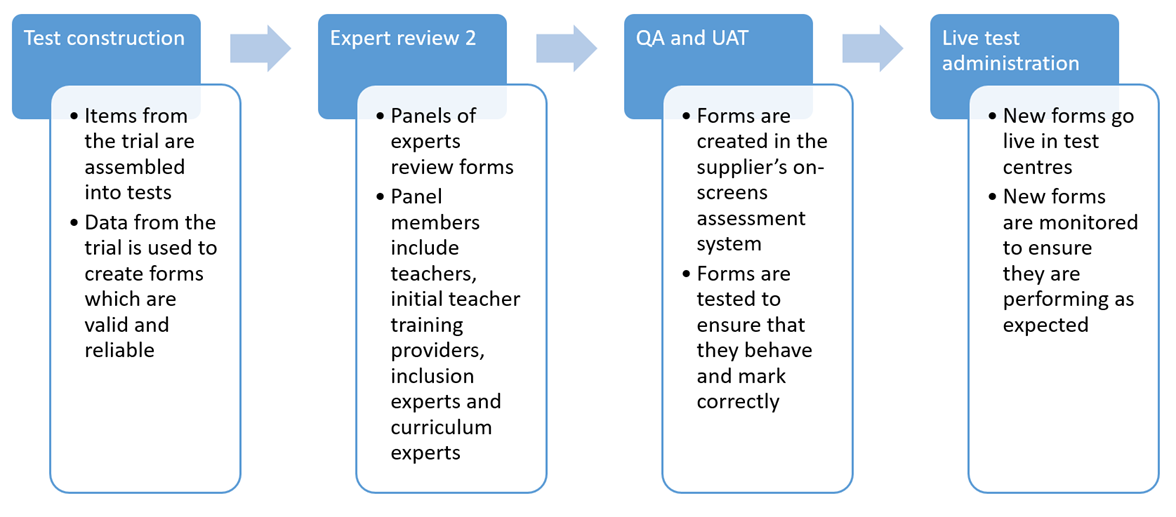 Test construction
• Items from
the trial are
assembled
into tests
• Data from the
trial is used to
create forms
which are
valid and
reliable
Expert review 2
• Panels of
experts
review forms
• Panel
members
include
teachers,
initial teacher
training
providers,
inclusion
experts and
curriculum
experts
QA and UAT
• Forms are
created in the
supplier’s on-
screens
assessment
system
• Forms are
tested to
ensure that
they behave
and mark
correctly
Live test
administration
• New forms go
live in test
centres
• New forms
are monitored
to ensure
they are
performing as
expected